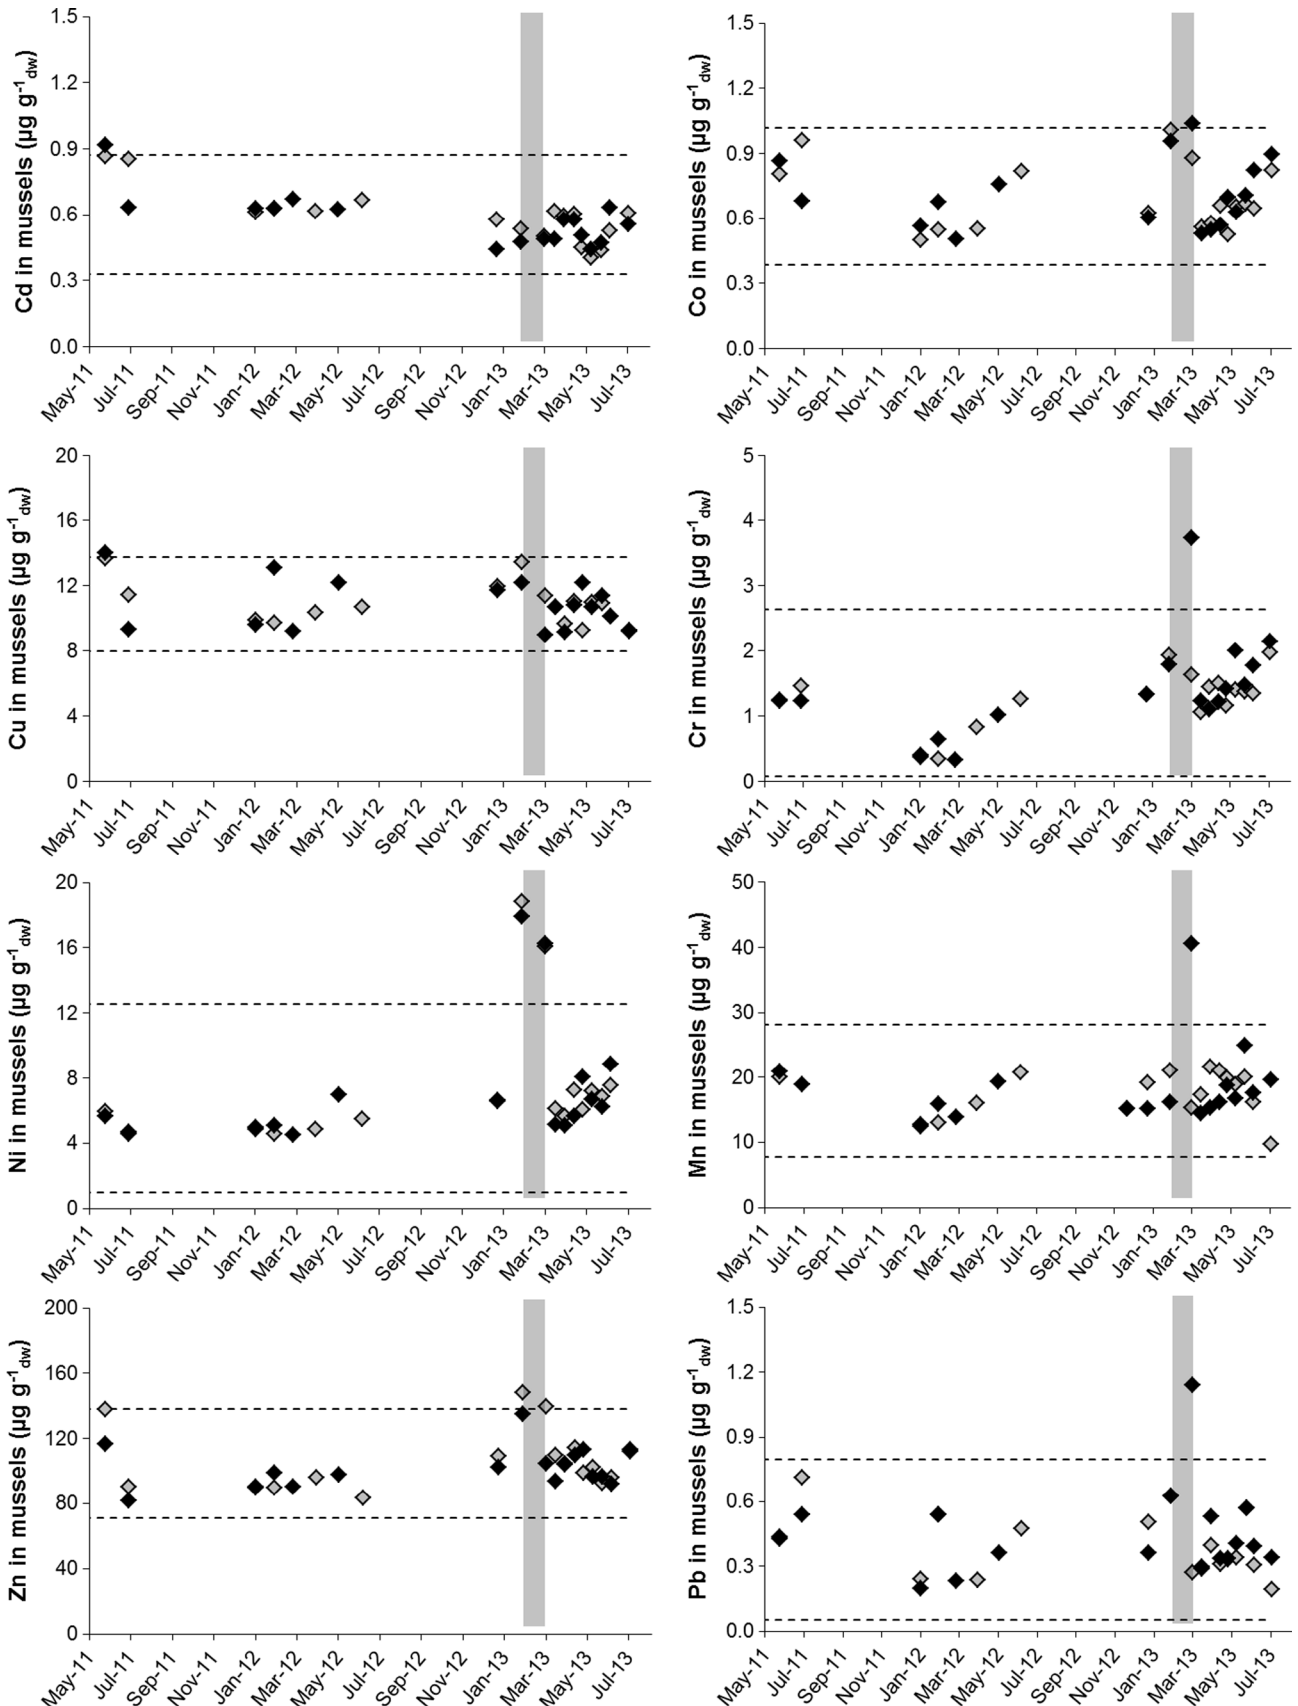 Cd in mussels (µg g⁻¹dw)
1.5
1.2
0.9
0.6
0.3
0.0
May-11
Jul-11
Sep-11
Nov-11
Jan-12
Mar-12
May-12
Jul-12
Sep-12
Nov-12
Jan-13
Mar-13
May-13
Jul-13
Co in mussels (µg g⁻¹dw)
1.5
1.2
0.9
0.6
0.3
0.0
May-11
Jul-11
Sep-11
Nov-11
Jan-12
Mar-12
May-12
Jul-12
Sep-12
Nov-12
Jan-13
Mar-13
May-13
Jul-13
Cu in mussels (µg g⁻¹dw)
20
16
12
8
4
0
May-11
Jul-11
Sep-11
Nov-11
Jan-12
Mar-12
May-12
Jul-12
Sep-12
Nov-12
Jan-13
Mar-13
May-13
Jul-13
Cr in mussels (µg g⁻¹dw)
5
4
3
2
1
0
May-11
Jul-11
Sep-11
Nov-11
Jan-12
Mar-12
May-12
Jul-12
Sep-12
Nov-12
Jan-13
Mar-13
May-13
Jul-13
Ni in mussels (µg g⁻¹dw)
20
16
12
8
4
0
May-11
Jul-11
Sep-11
Nov-11
Jan-12
Mar-12
May-12
Jul-12
Sep-12
Nov-12
Jan-13
Mar-13
May-13
Jul-13
Mn in mussels (µg g⁻¹dw)
50
40
30
20
10
0
May-11
Jul-11
Sep-11
Nov-11
Jan-12
Mar-12
May-12
Jul-12
Sep-12
Nov-12
Jan-13
Mar-13
May-13
Jul-13
Zn in mussels (µg g⁻¹dw)
200
160
120
80
40
0
May-11
Jul-11
Sep-11
Nov-11
Jan-12
Mar-12
May-12
Jul-12
Sep-12
Nov-12
Jan-13
Mar-13
May-13
Jul-13
Pb in mussels (µg g⁻¹dw)
1.5
1.2
0.9
0.6
0.3
0.0
May-11
Jul-11
Sep-11
Nov-11
Jan-12
Mar-12
May-12
Jul-12
Sep-12
Nov-12
Jan-13
Mar-13
May-13
Jul-13